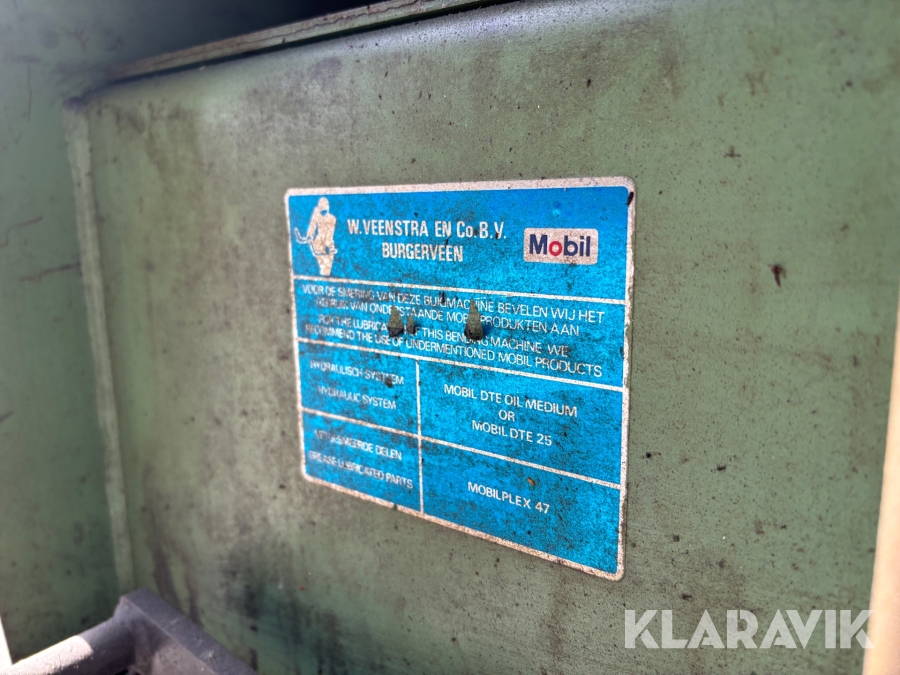 W.VEENSTRA EN Co. B.V.
BURGERVEEN
Mobil
VOOR DE SMERING VAN DEZE BUIGMACHINE BEVELEN WIJ HET
GEBRUIK VAN ONDERSTAANDE MOBIL PRODUKTEN AAN
FOR THE LUBRICATION OF THIS BENDING MACHINE WE
RECOMMEND THE USE OF UNDERMENTIONED MOBIL PRODUCTS
HYDRAULISCH SYSTEEM
HYDRAULIC SYSTEM
MOBIL DTE OIL MEDIUM
OR
MOBIL DTE 25
DELEN
GREASE LUBRICATED PARTS
MOBILPLEX 47
KLARAVIK